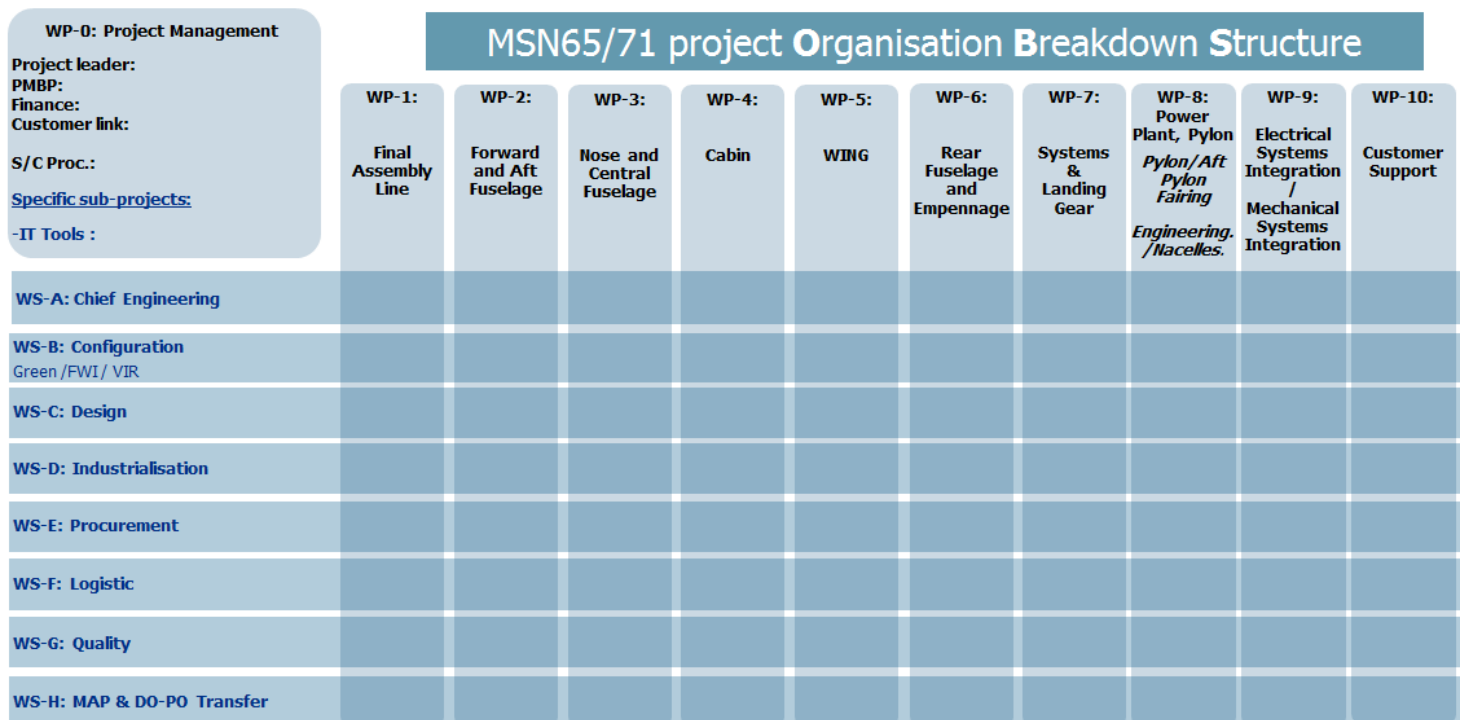 WP-0: Project Management
Project leader:
PMBP:
Finance:
Customer link:
S/C Proc.:
Specific sub-projects:
-IT Tools :
MSN65/71 project Organisation Breakdown Structure
WP-1:
Final
Assembly
Line
WP-2:
Forward
and Aft
Fuselage
WP-3:
Nose and
Central
Fuselage
WP-4:
Cabin
WP-5:
WING
WP-6:
Rear
Fuselage
and
Empennage
WP-7:
Systems
&
Landing
Gear
WP-8:
Power
Plant, Pylon
Pylon/Aft
Pylon
Fairing
Engineering.
/Nacelles.
WP-9:
Electrical
Systems
Integration
/
Mechanical
Systems
Integration
WP-10:
Customer
Support
WS-A: Chief Engineering
WS-B: Configuration
Green /FWI / VIR
WS-C: Design
WS-D: Industrialisation
WS-E: Procurement
WS-F: Logistic
WS-G: Quality
WS-H: MAP & DO-PO Transfer